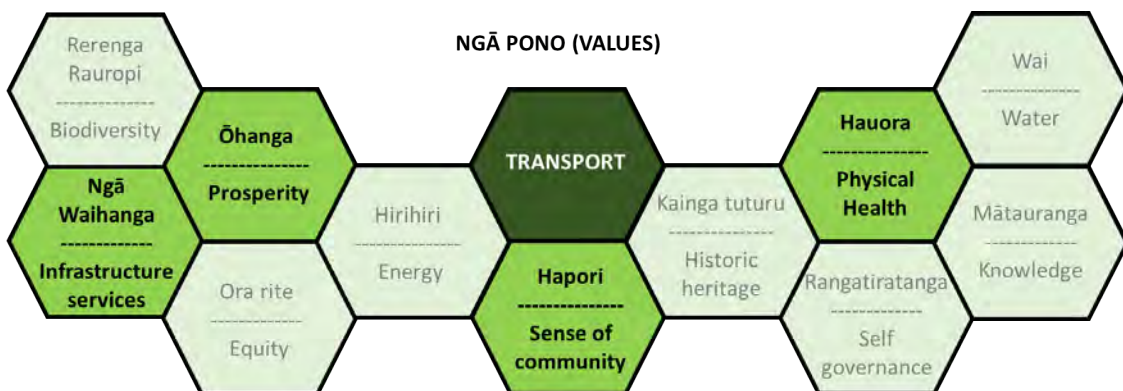 NGĀ PONO (VALUES)
Rerenga
Rauropi
--------------
Biodiversity
Ngā
Waihanga
-------------
Infrastructure
services
Ōhanga
---------------
Prosperity
Ora rite
--------------
Equity
Hirihiri
---------------
Energy
TRANSPORT
Hapori
---------------
Sense of
community
Kainga tuturu
---------------
Historic
heritage
Hauora
--------------
Physical
Health
Rangatiratanga
-------------
Self
governance
Wai
--------------
Water
Mātauranga
--------------
Knowledge